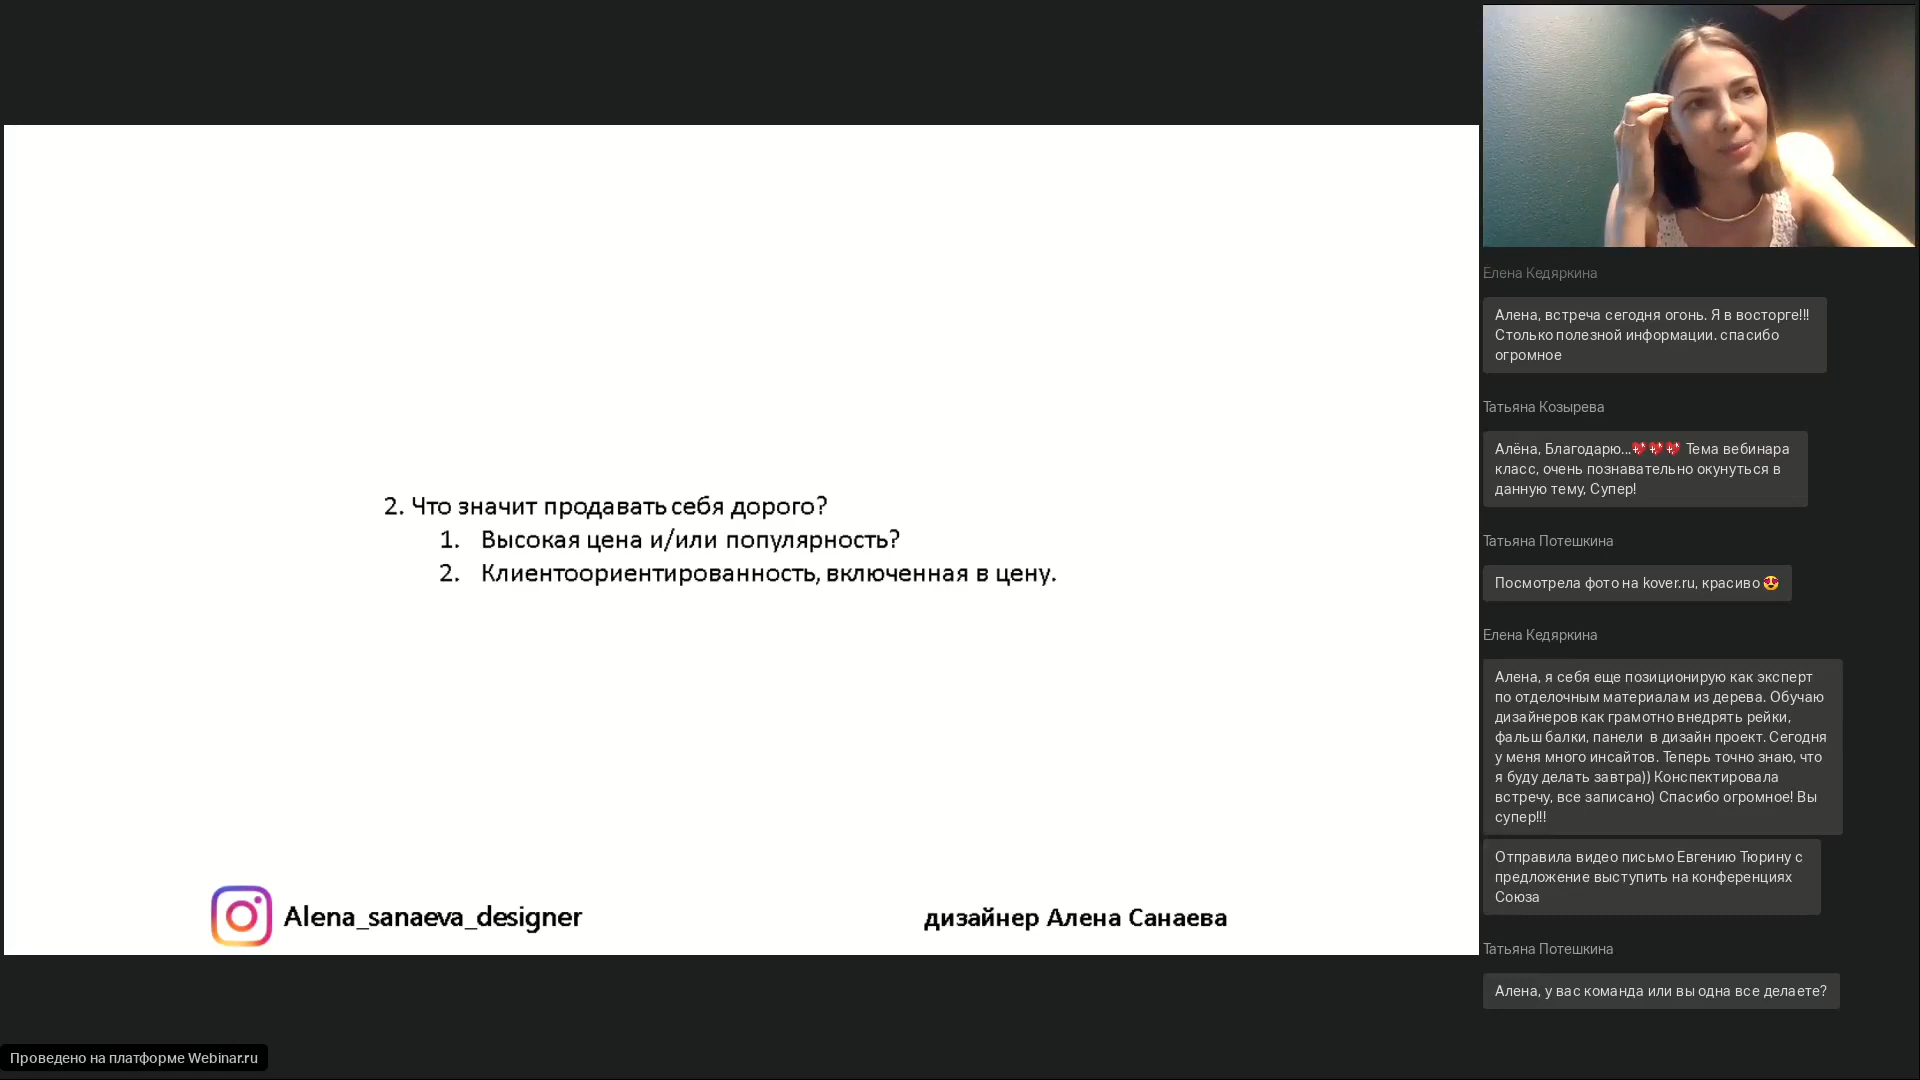 2. Что значит продавать себя дорого?
1. Высокая цена и/или популярность?
2. Клиентоориентированность, включенная в цену.
Alena_sanaeva_designer
дизайнер Алена Санаева
Проведено на платформе Webinar.ru
Елена Кедяркина
Алена, встреча сегодня огонь. Я в восторге!!!
Столько полезной информации. спасибо
огромное
Татьяна Козырева
Алёна, Благодарю...💖💖💖 Тема вебинара
класс, очень познавательно окунуться в
данную тему, Супер!
Татьяна Потешкина
Посмотрела фото на kover.ru, красиво 😍
Елена Кедяркина
Алена, я себя еще позиционирую как эксперт
по отделочным материалам из дерева. Обучаю
дизайнеров как грамотно внедрять рейки,
фальш балки, панели в дизайн проект. Сегодня
у меня много инсайтов. Теперь точно знаю, что
я буду делать завтра)) Конспектировала
встречу, все записано) Спасибо огромное! Вы
супер!!!
Отправила видео письмо Евгению Тюрину с
предложение выступить на конференциях
Союза
Татьяна Потешкина
Алена, у вас команда или вы одна все делаете?